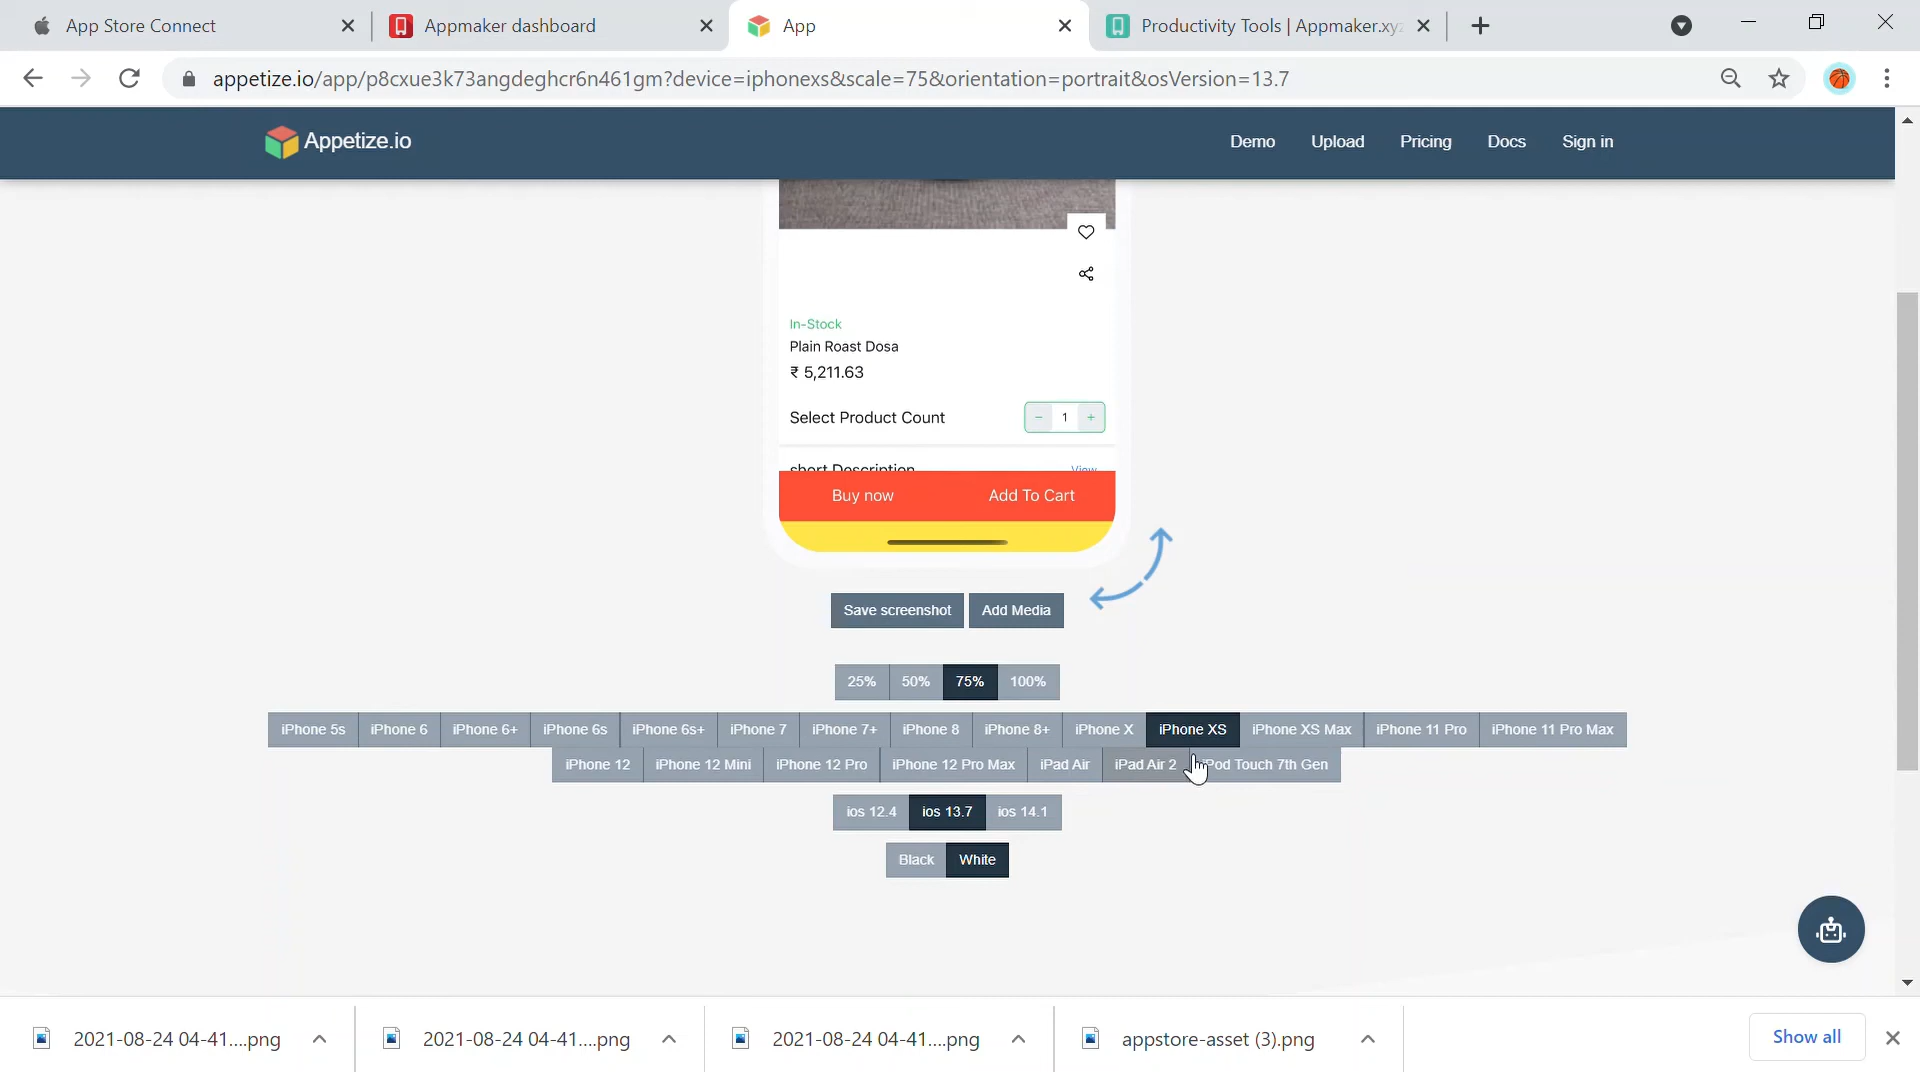 App Store Connect
Appmaker dashboard
App
Productivity Tools | Appmaker.xyz
appetize.io/app/p8cxue3k73angdeghcr6n461gm?device=iphonexs&scale=75&orientation=portrait&osVersion=13.7
Appetize.io
Demo Upload Pricing Docs Sign in
In-Stock
Plain Roast Dosa
₹ 5,211.63
Select Product Count - 1 +
short Description View
Buy now Add To Cart
Save screenshot Add Media
25% 50% 75% 100%
iPhone 5s iPhone 6 iPhone 6+ iPhone 6s iPhone 6s+ iPhone 7 iPhone 7+ iPhone 8 iPhone 8+ iPhone X iPhone XS iPhone XS Max iPhone 11 Pro iPhone 11 Pro Max
iPhone 12 iPhone 12 Mini iPhone 12 Pro iPhone 12 Pro Max iPad Air iPad Air 2 iPod Touch 7th Gen
ios 12.4 ios 13.7 ios 14.1
Black White
2021-08-24 04-41....png
2021-08-24 04-41....png
2021-08-24 04-41....png
appstore-asset (3).png
Show all